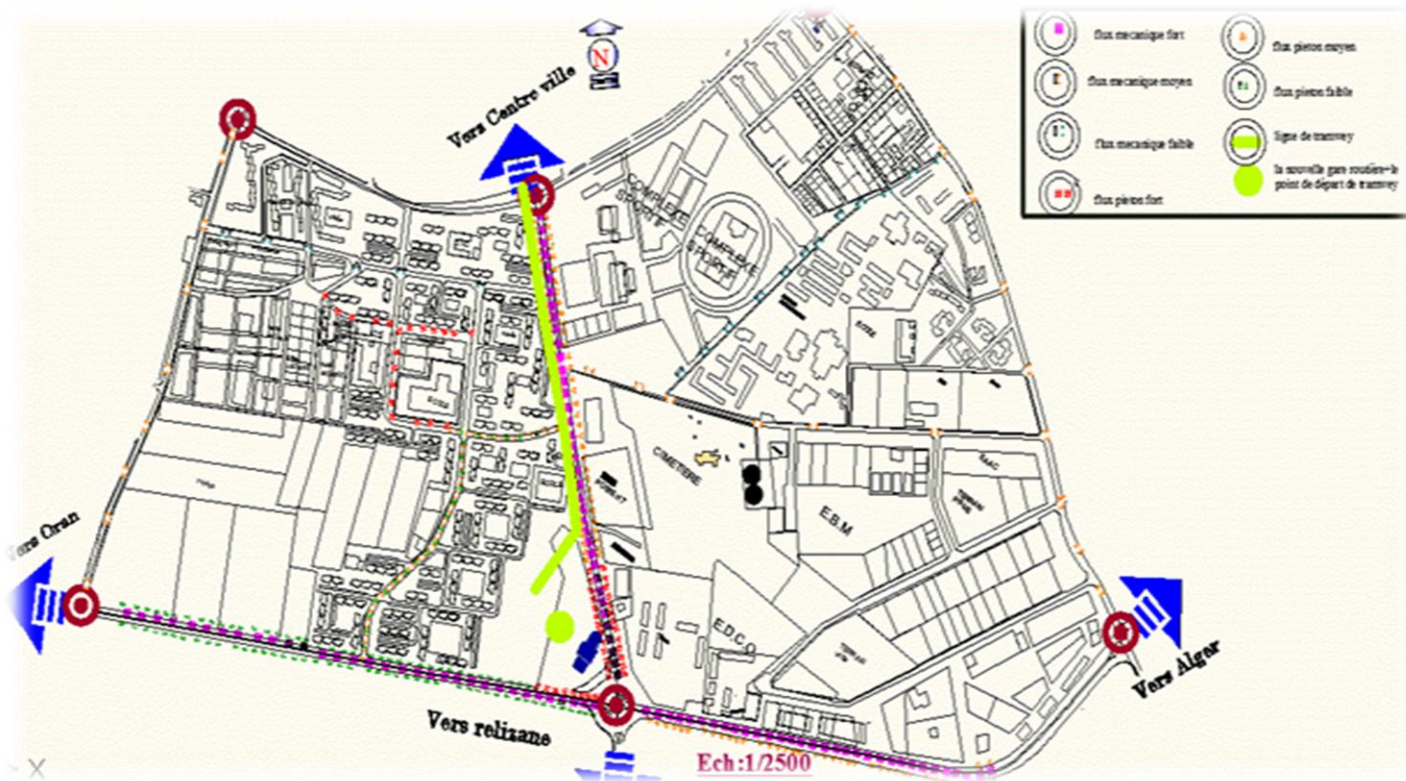 flux mecanique fort
flux pieton moyen
flux mecanique moyen
flux pieton faible
flux mecanique faible
ligne de tramway
la nouvelle gare routière=le
point de départ de tramway
flux pieton fort
N
Vers Centre ville
COMPLEXE
COMPLEXE
CIMETIERE
E.B.M
E.D.C
Vers Oran
Vers Alger
Vers relizane
Ech:1/2500
X